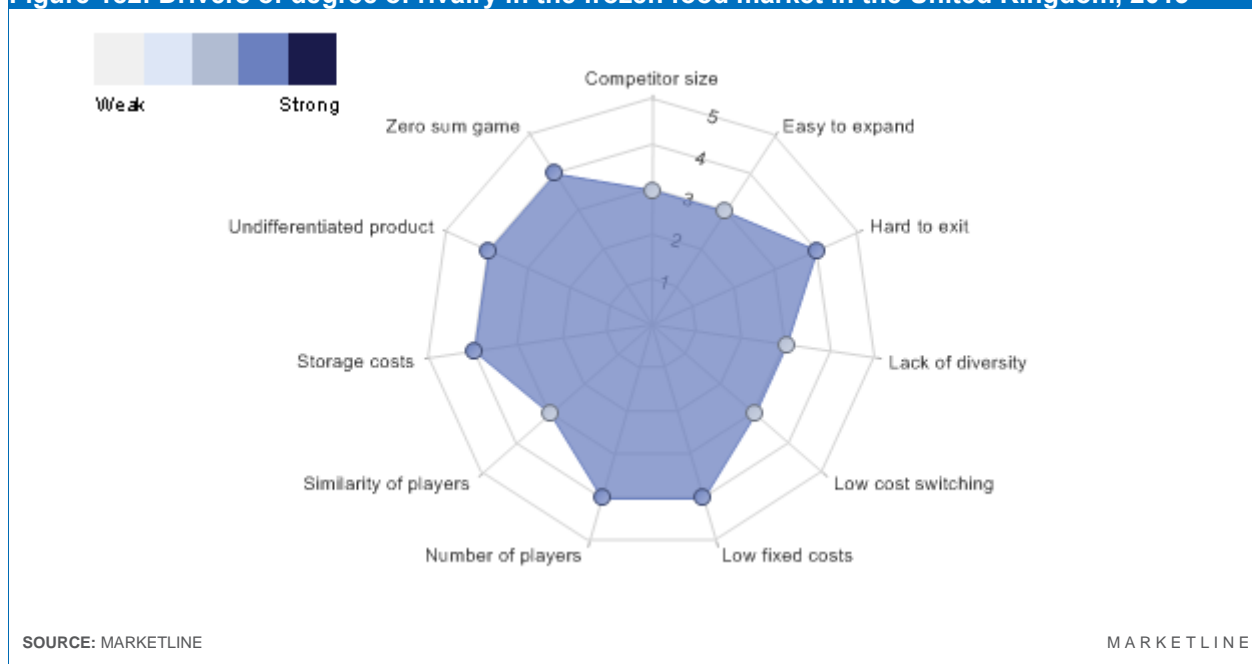 Weak Strong
Competitor size
5
Zero sum game
Easy to expand
4
3
Undifferentiated product
Hard to exit
2
1
Storage costs
Lack of diversity
Similarity of players
Low cost switching
Number of players
Low fixed costs
SOURCE: MARKETLINE
MARKETLINE